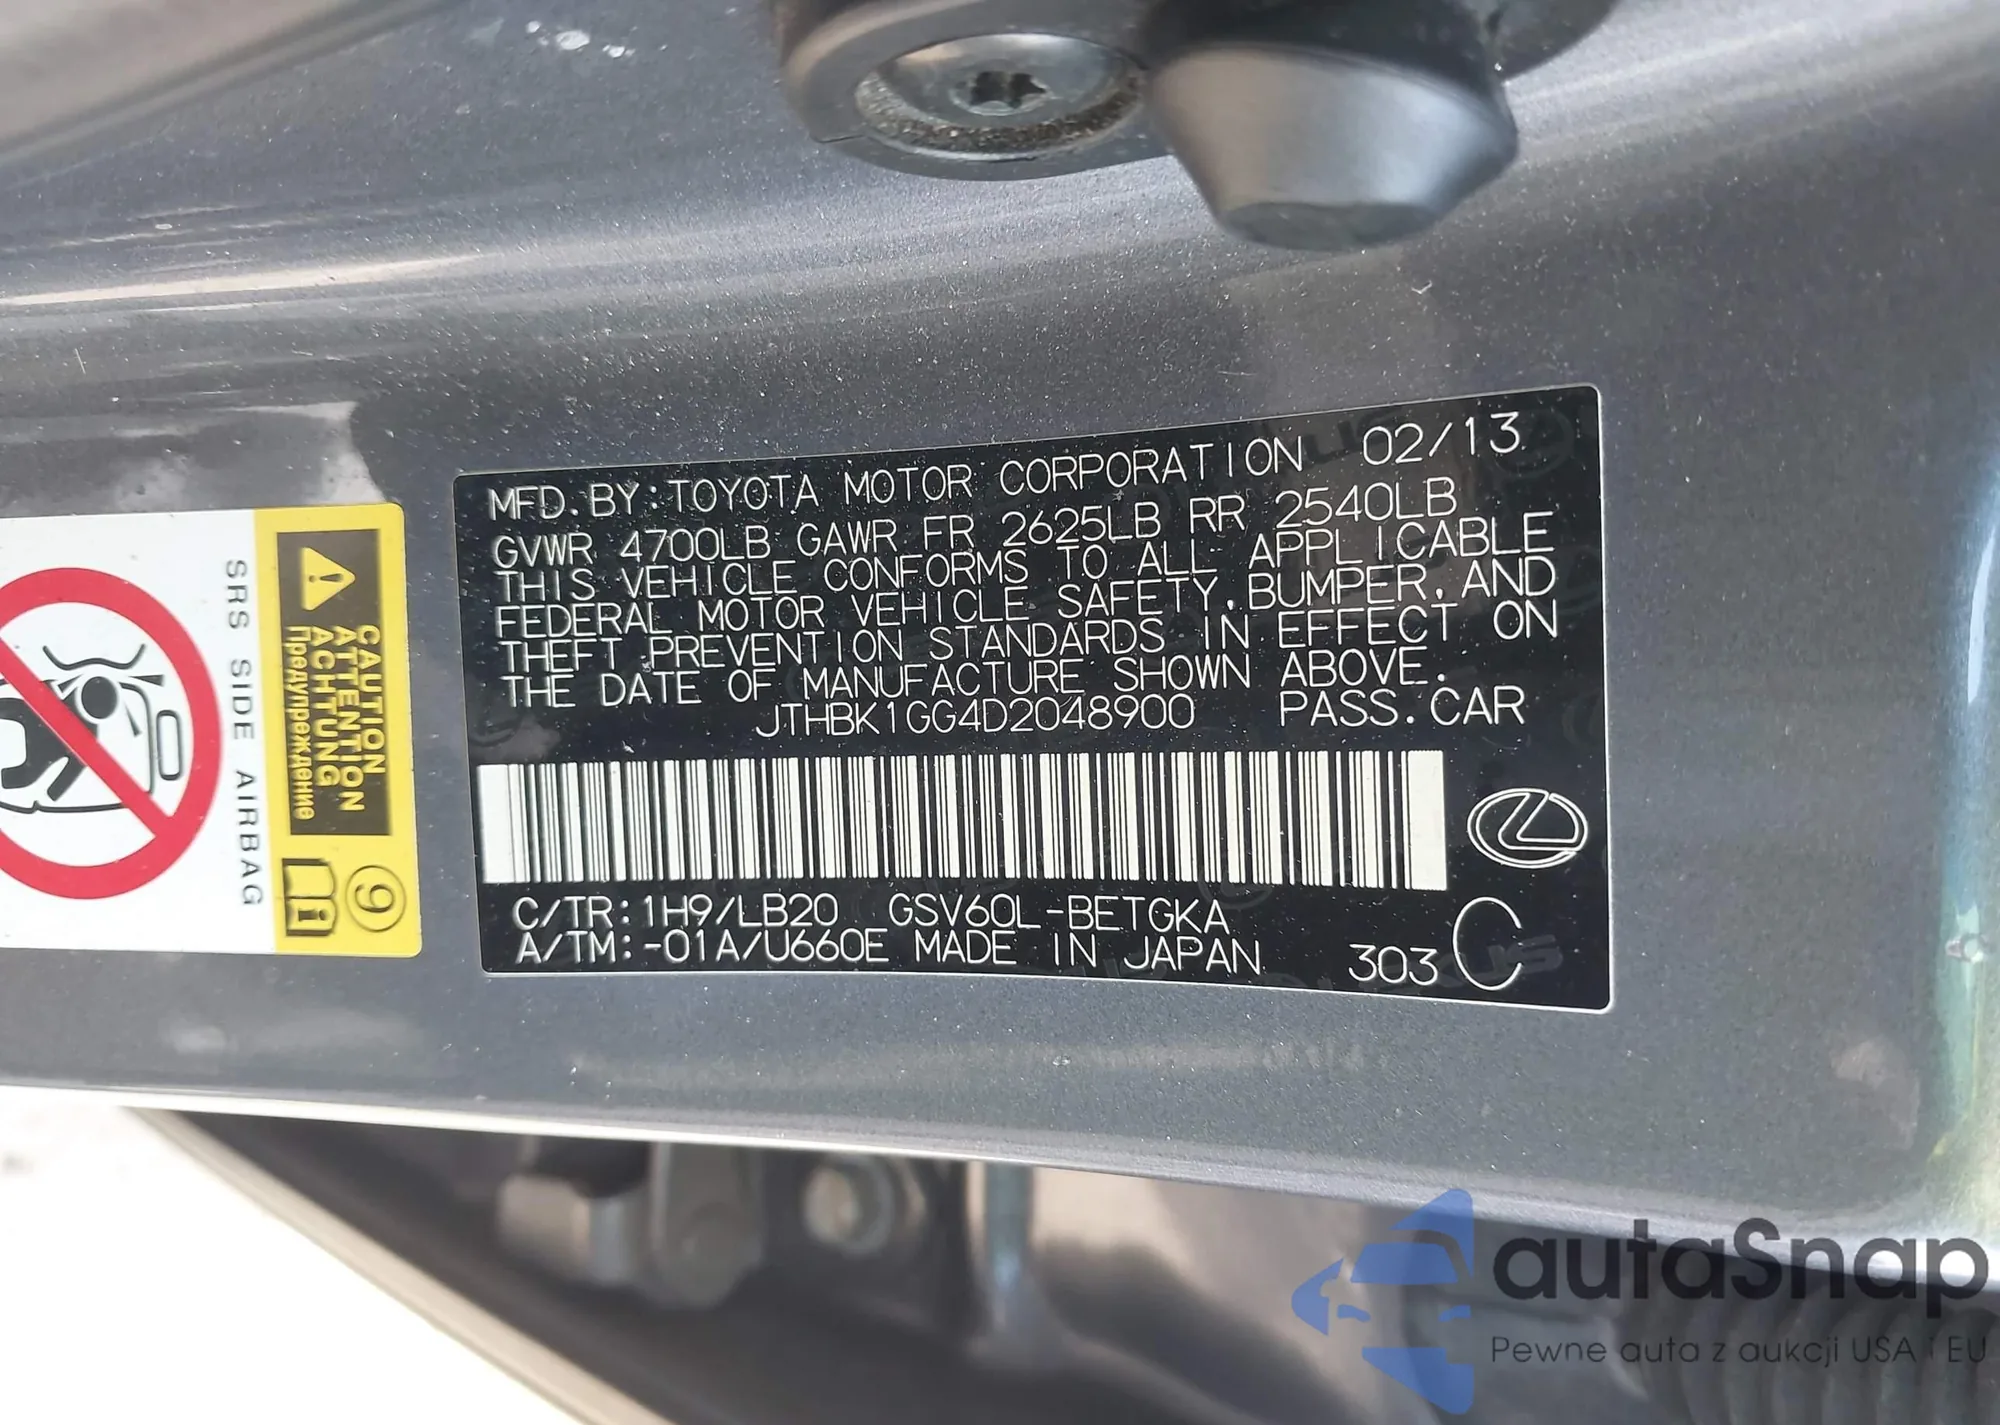 MFD. BY: TOYOTA MOTOR CORPORATION 02/13
GVWR 4700LB GAWR FR 2625LB RR 2540LB
THIS VEHICLE CONFORMS TO ALL APPLICABLE
FEDERAL MOTOR VEHICLE SAFETY, BUMPER, AND
THEFT PREVENTION STANDARDS IN EFFECT ON
THE DATE OF MANUFACTURE SHOWN ABOVE.
JTHBK1GG4D2048900 PASS. CAR
C/TR: 1H9/LB20 GSV60L-BETGKA
A/TM: -01A/U660E MADE IN JAPAN 303 C
CAUTION
ATTENTION
ACHTUNG
Предупреждение
9
SRS SIDE AIRBAG
autaSnap
Pewne auta z aukcji USA i EU